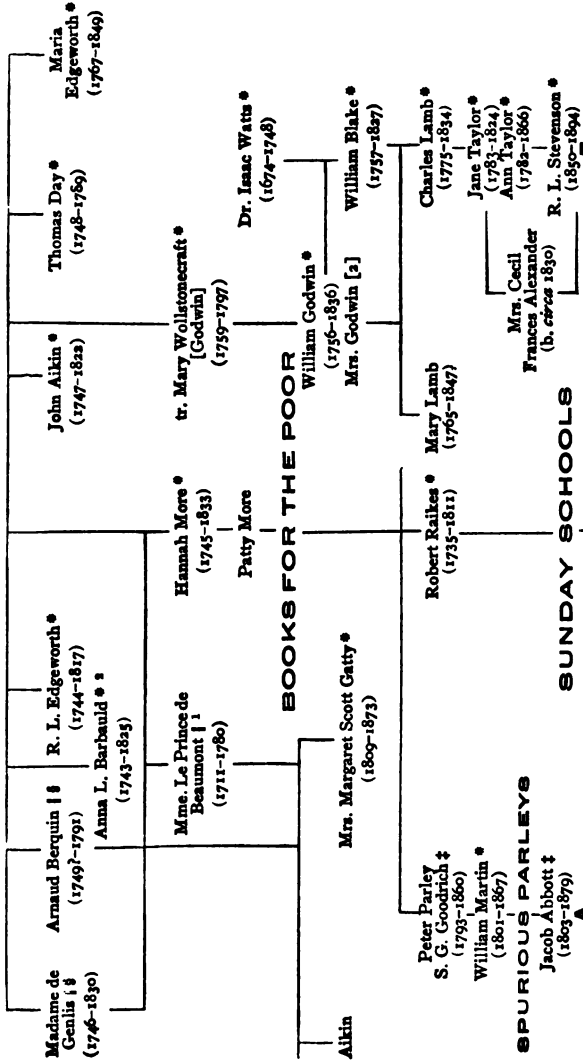 Madame de
Genlis † §
(1746–1830)
Arnaud Berquin † §
(1749?–1791)
R. L. Edgeworth *
(1744–1817)
Anna L. Barbauld * 2
(1743–1825)
John Aikin *
(1747–1822)
Thomas Day *
(1748–1789)
Maria
Edgeworth *
(1767–1849)
Mme. Le Prince de
Beaumont † 1
(1711–1780)
Hannah More *
(1745–1833)
Patty More
tr. Mary Wollstonecraft *
[Godwin]
(1759–1797)
Dr. Isaac Watts *
(1674–1748)
BOOKS FOR THE POOR
William Godwin *
(1756–1836)
Mrs. Godwin [2]
William Blake *
(1757–1827)
Aikin
Mrs. Margaret Scott Gatty *
(1809–1873)
Mary Lamb
(1765–1847)
Charles Lamb *
(1775–1834)
Peter Parley
S. G. Goodrich ‡
(1793–1860)
William Martin *
(1801–1867)
SPURIOUS PARLEYS
Jacob Abbott ‡
(1803–1879)
Robert Raikes *
(1735–1811)
SUNDAY SCHOOLS
Jane Taylor *
(1783–1824)
Ann Taylor *
(1782–1866)
Mrs. Cecil
Frances Alexander
(b. circa 1830)
R. L. Stevenson *
(1850–1894)